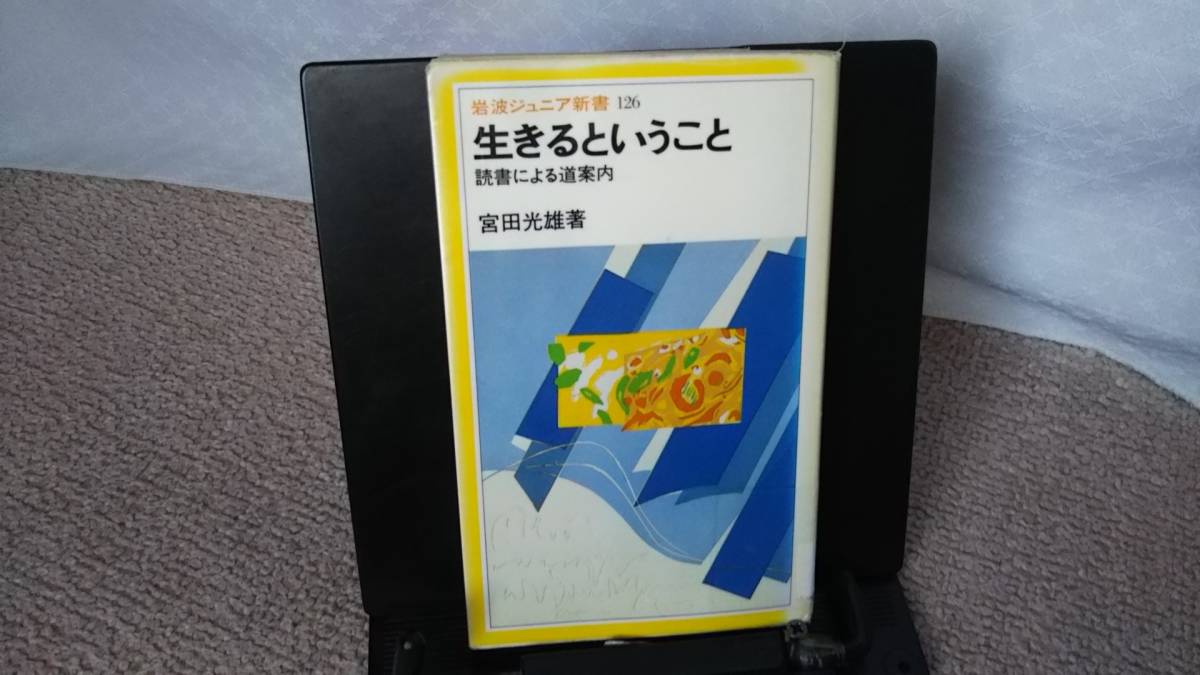 岩波ジュニア新書 126
生きるということ
読書による道案内
宮田光雄著